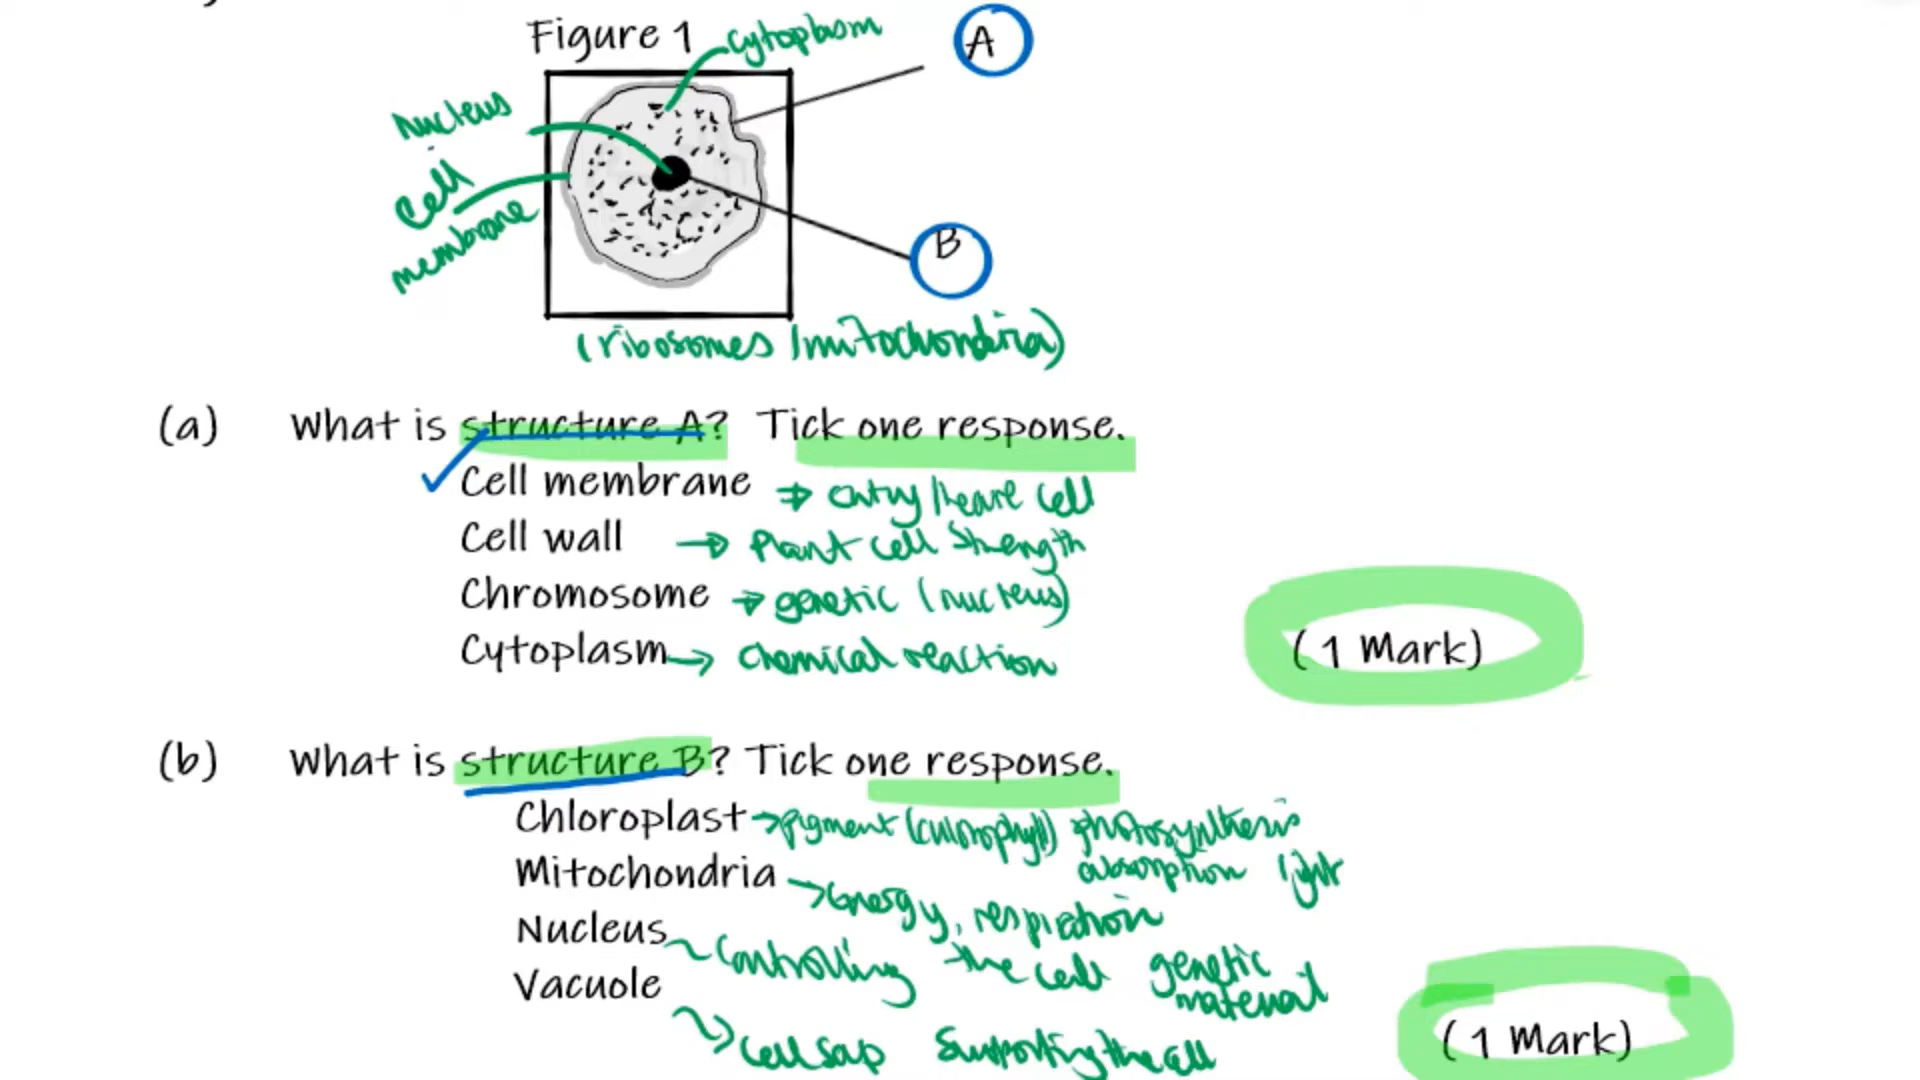 Figure 1
cytoplasm
A
Nucleus
Cell
membrane
B
(ribosomes / mitochondria)
(a) What is structure A? Tick one response.
Cell membrane ⇒ entry / leave cell
Cell wall → Plant cell strength
Chromosome → genetic (nucleus)
Cytoplasm → chemical reaction
(1 Mark)
(b) What is structure B? Tick one response.
Chloroplast → pigment (chlorophyll) photosynthesis
absorption light
Mitochondria → energy, respiration
Nucleus ~ controlling the cell genetic
material
Vacuole
→ cell sap supporting the cell
(1 Mark)